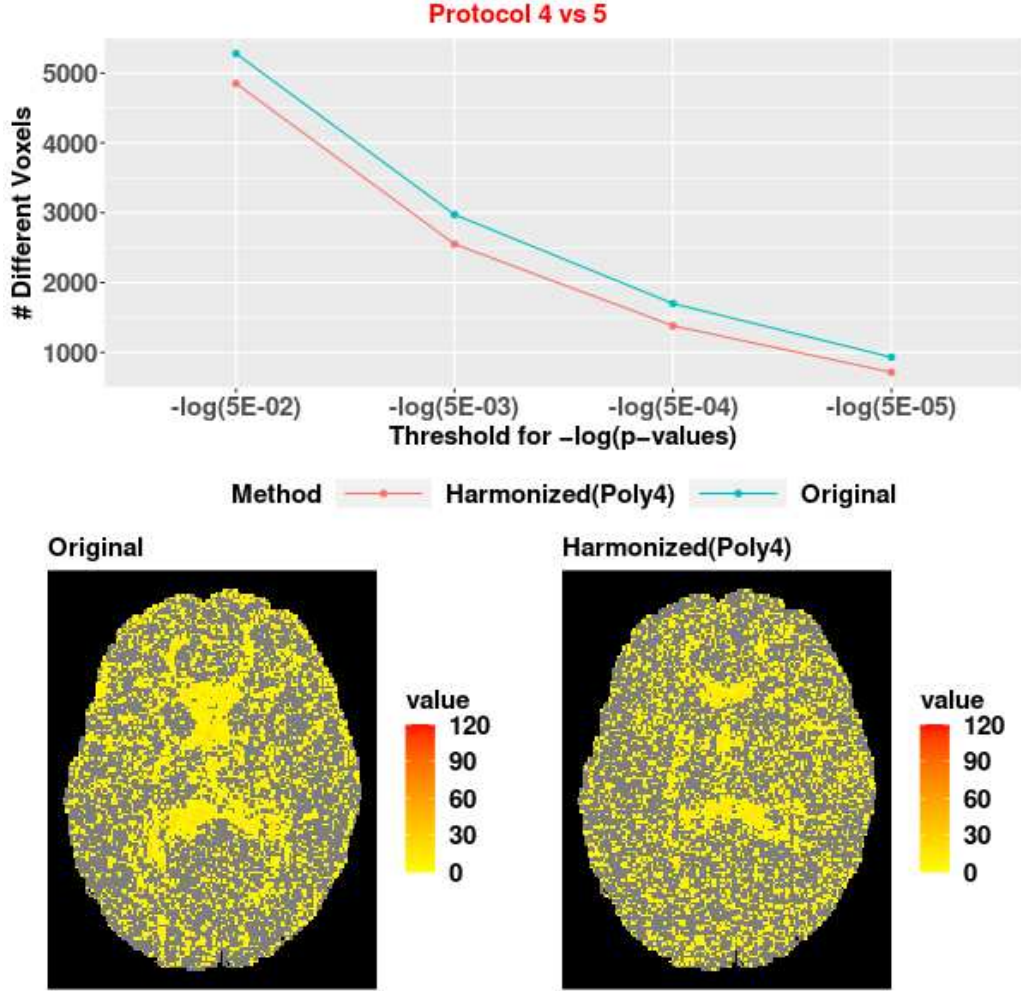 Protocol 4 vs 5
# Different Voxels
5000
4000
3000
2000
1000
-log(5E-02) -log(5E-03) -log(5E-04) -log(5E-05)
Threshold for −log(p−values)
Method Harmonized(Poly4) Original
Original
Harmonized(Poly4)
value
120
90
60
30
0
value
120
90
60
30
0